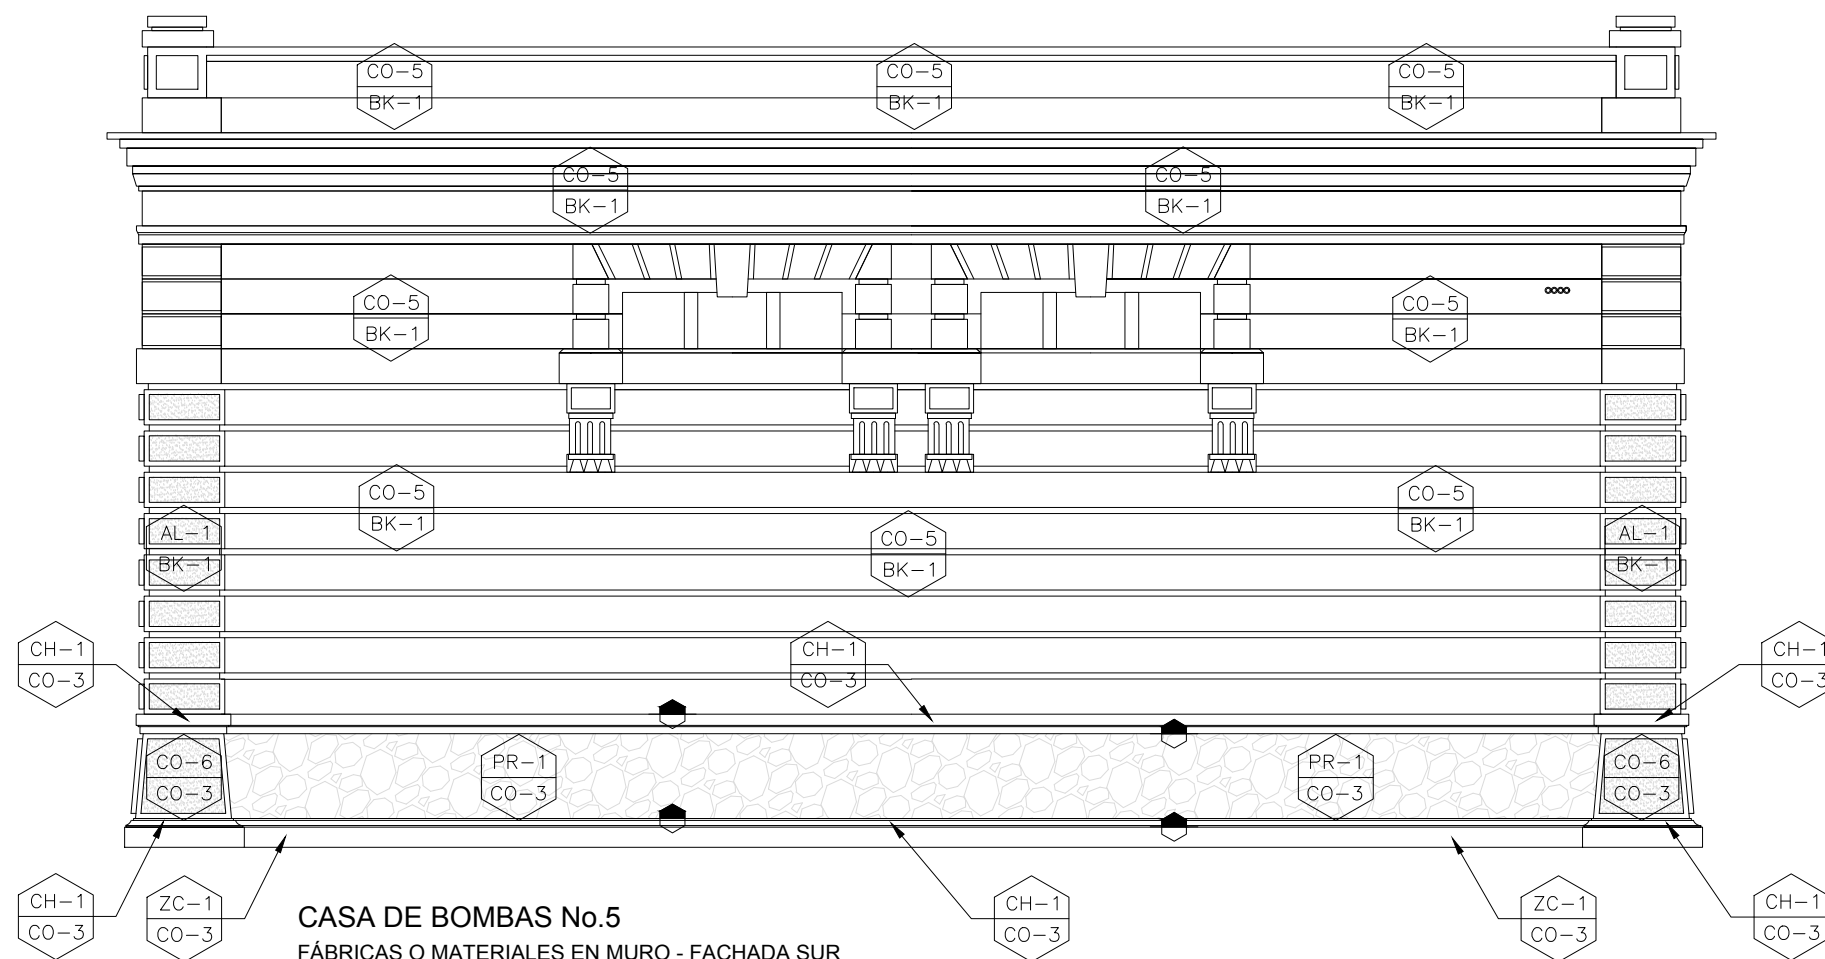 CO-5 CO-5 CO-5
BK-1 BK-1 BK-1
CO-5 CO-5
BK-1 BK-1
CO-5 CO-5
BK-1 BK-1
CO-5 CO-5
BK-1 BK-1
AL-1 CO-5 AL-1
BK-1 BK-1 BK-1
CH-1 CH-1 CH-1
CO-3 CO-3 CO-3
CO-6 PR-1 PR-1 CO-6
CO-3 CO-3 CO-3 CO-3
CH-1 ZC-1 CH-1 ZC-1 CH-1
CO-3 CO-3 CO-3 CO-3 CO-3
CASA DE BOMBAS No.5
FÁBRICAS O MATERIALES EN MURO - FACHADA SUR